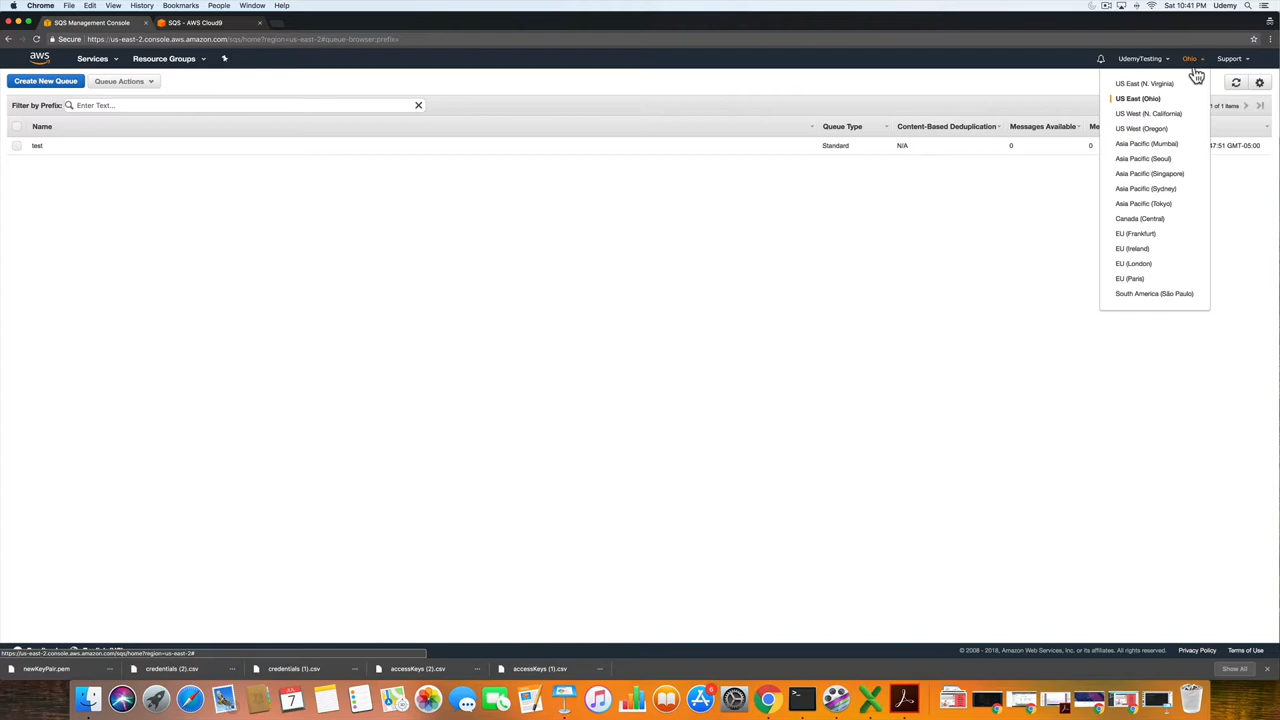 Chrome File Edit View History Bookmarks People Window Help Sat 10:41 PM Udemy
SQS Management Console × SQS - AWS Cloud9 ×
Secure https://us-east-2.console.aws.amazon.com/sqs/home?region=us-east-2#queue-browser:prefix=
aws Services Resource Groups UdemyTesting Ohio Support
Create New Queue Queue Actions
Filter by Prefix: Enter Text... 1 of 1 items
Name Queue Type Content-Based Deduplication Messages Available Me
test Standard N/A 0 0 47:51 GMT-05:00
US East (N. Virginia)
US East (Ohio)
US West (N. California)
US West (Oregon)
Asia Pacific (Mumbai)
Asia Pacific (Seoul)
Asia Pacific (Singapore)
Asia Pacific (Sydney)
Asia Pacific (Tokyo)
Canada (Central)
EU (Frankfurt)
EU (Ireland)
EU (London)
EU (Paris)
South America (São Paulo)
© 2008 - 2018, Amazon Web Services, Inc. or its affiliates. All rights reserved. Privacy Policy Terms of Use
https://us-east-2.console.aws.amazon.com/sqs/home?region=us-east-2#
newKeyPair.pem credentials (2).csv credentials (1).csv accessKeys (2).csv accessKeys (1).csv Show All